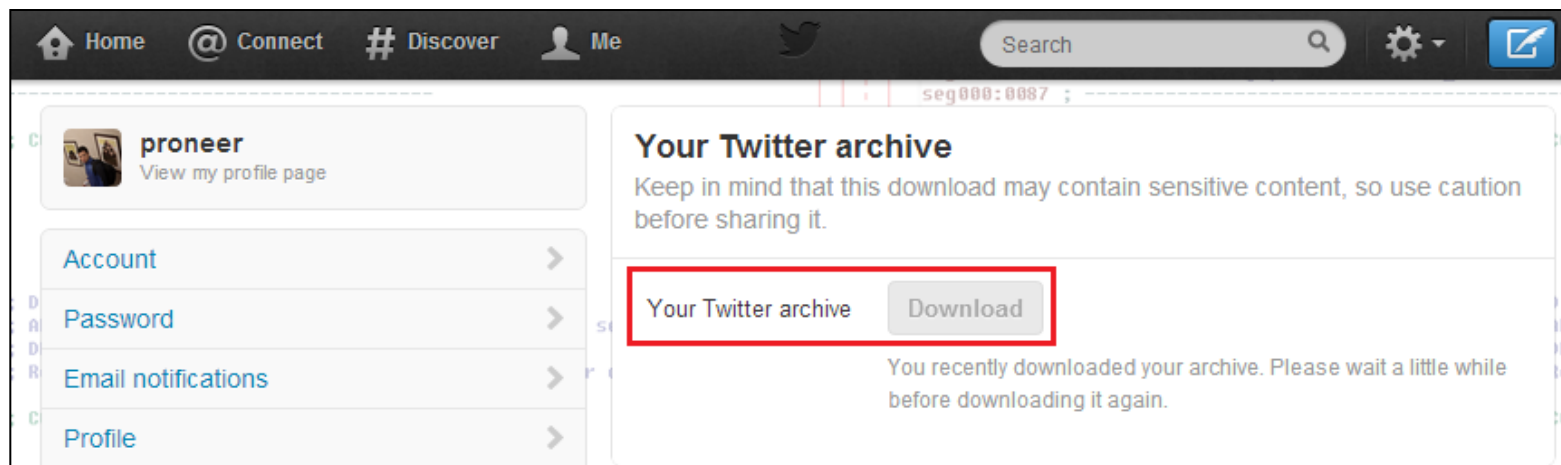 Home @ Connect # Discover Me Search
seg000:0087 ; ------------------------------------
proneer
View my profile page
Account
Password
Email notifications
Profile
Your Twitter archive
Keep in mind that this download may contain sensitive content, so use caution
before sharing it.
Your Twitter archive Download
You recently downloaded your archive. Please wait a little while
before downloading it again.